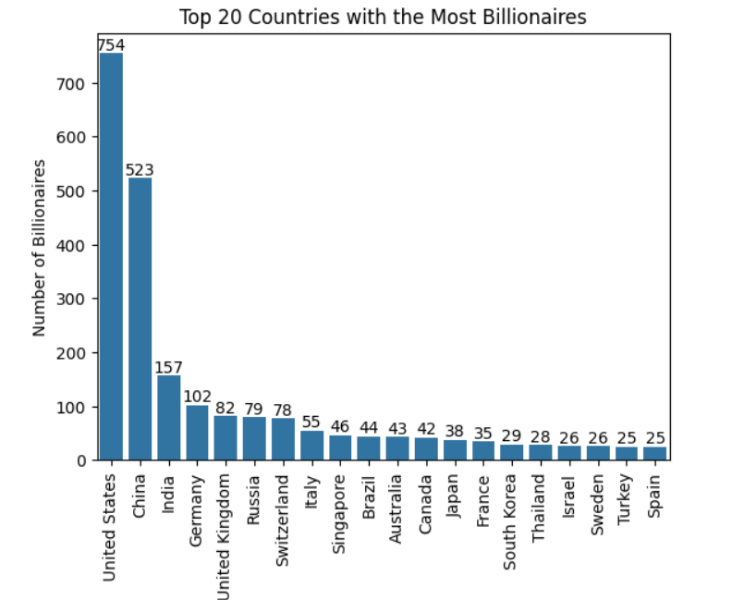 Top 20 Countries with the Most Billionaires
Number of Billionaires
700
600
500
400
300
200
100
0
754
523
157
102
82
79
78
55
46
44
43
42
38
35
29
28
26
26
25
25
United States
China
India
Germany
United Kingdom
Russia
Switzerland
Italy
Singapore
Brazil
Australia
Canada
Japan
France
South Korea
Thailand
Israel
Sweden
Turkey
Spain